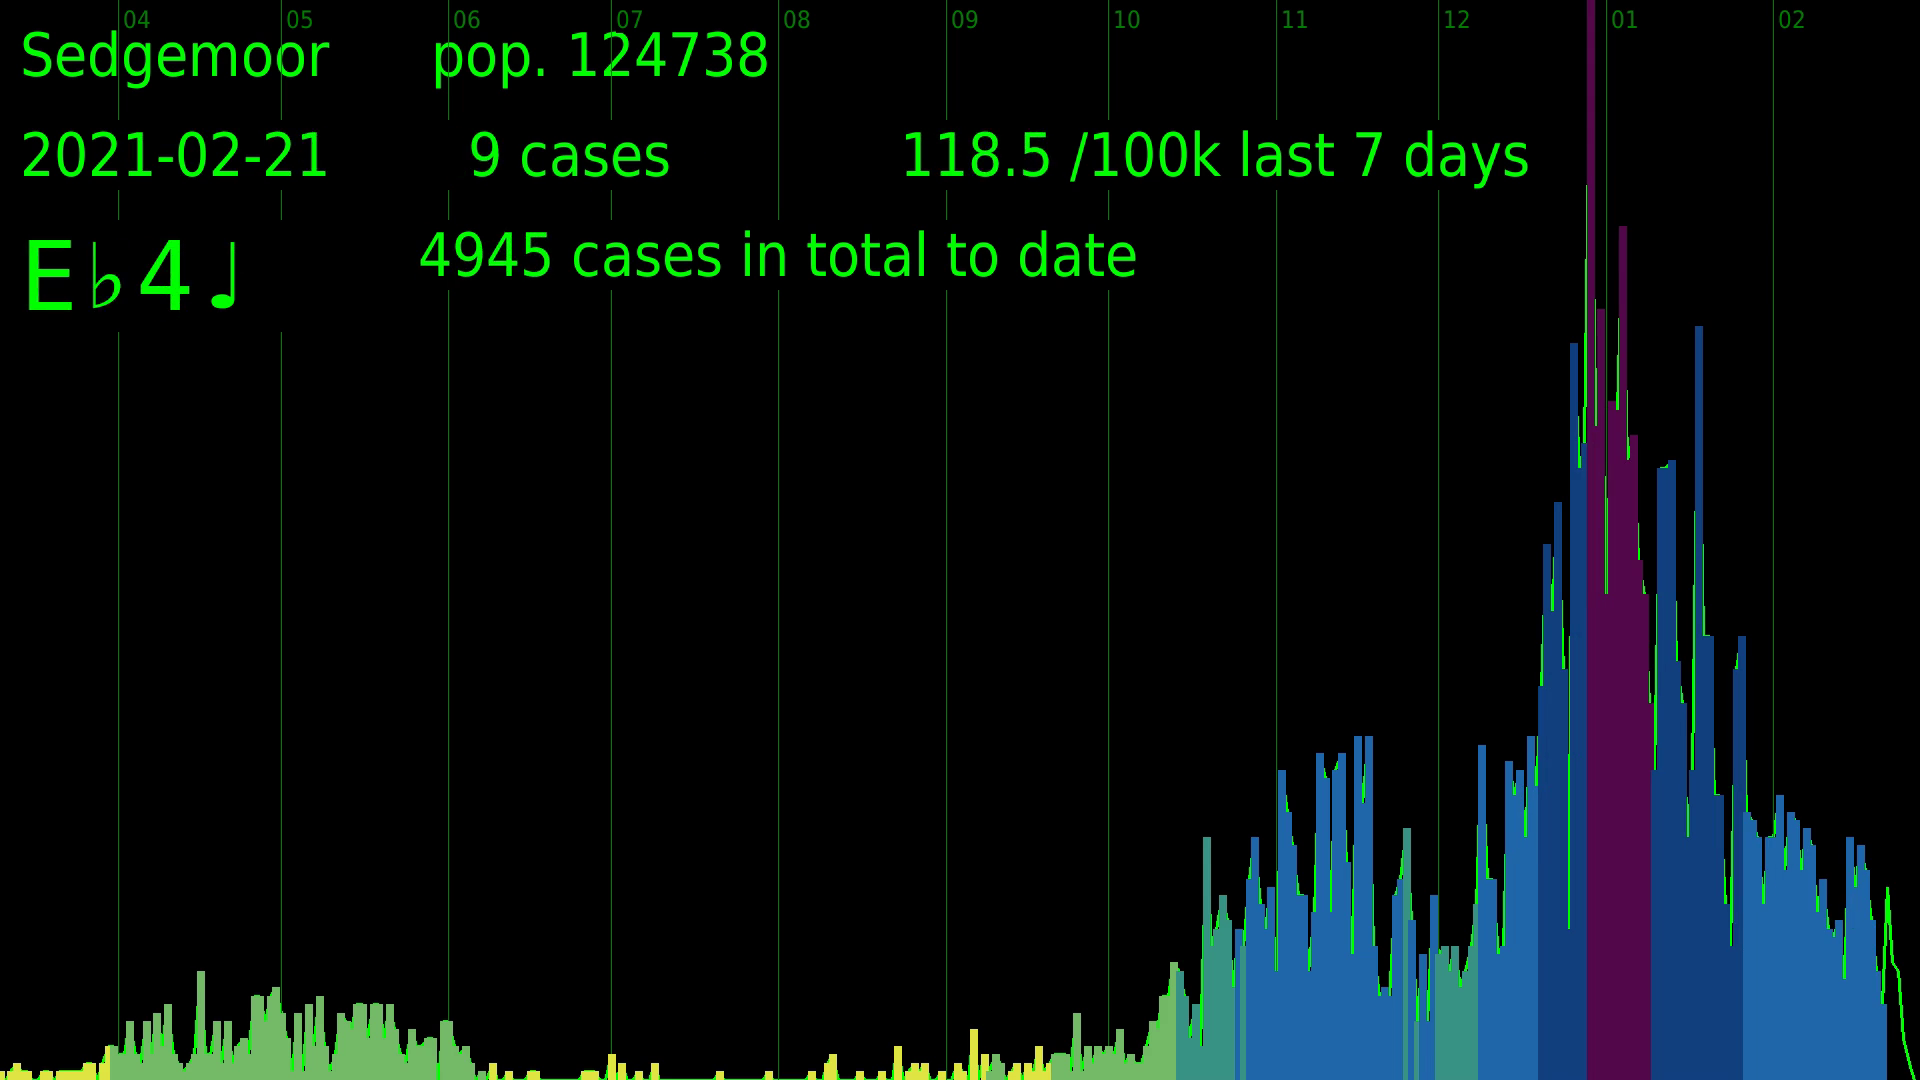 04 05 06 07 08 09 10 11 12 01 02
Sedgemoor pop. 124738
2021-02-21 9 cases 118.5 /100k last 7 days
E♭4♩ 4945 cases in total to date